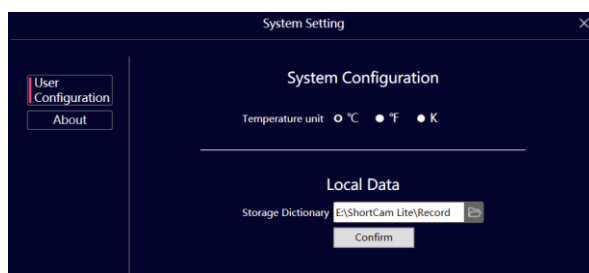 System Setting
User
Configuration
About
System Configuration
Temperature unit ℃ ℉ K
Local Data
Storage Dictionary E:\ShortCam Lite\Record
Confirm